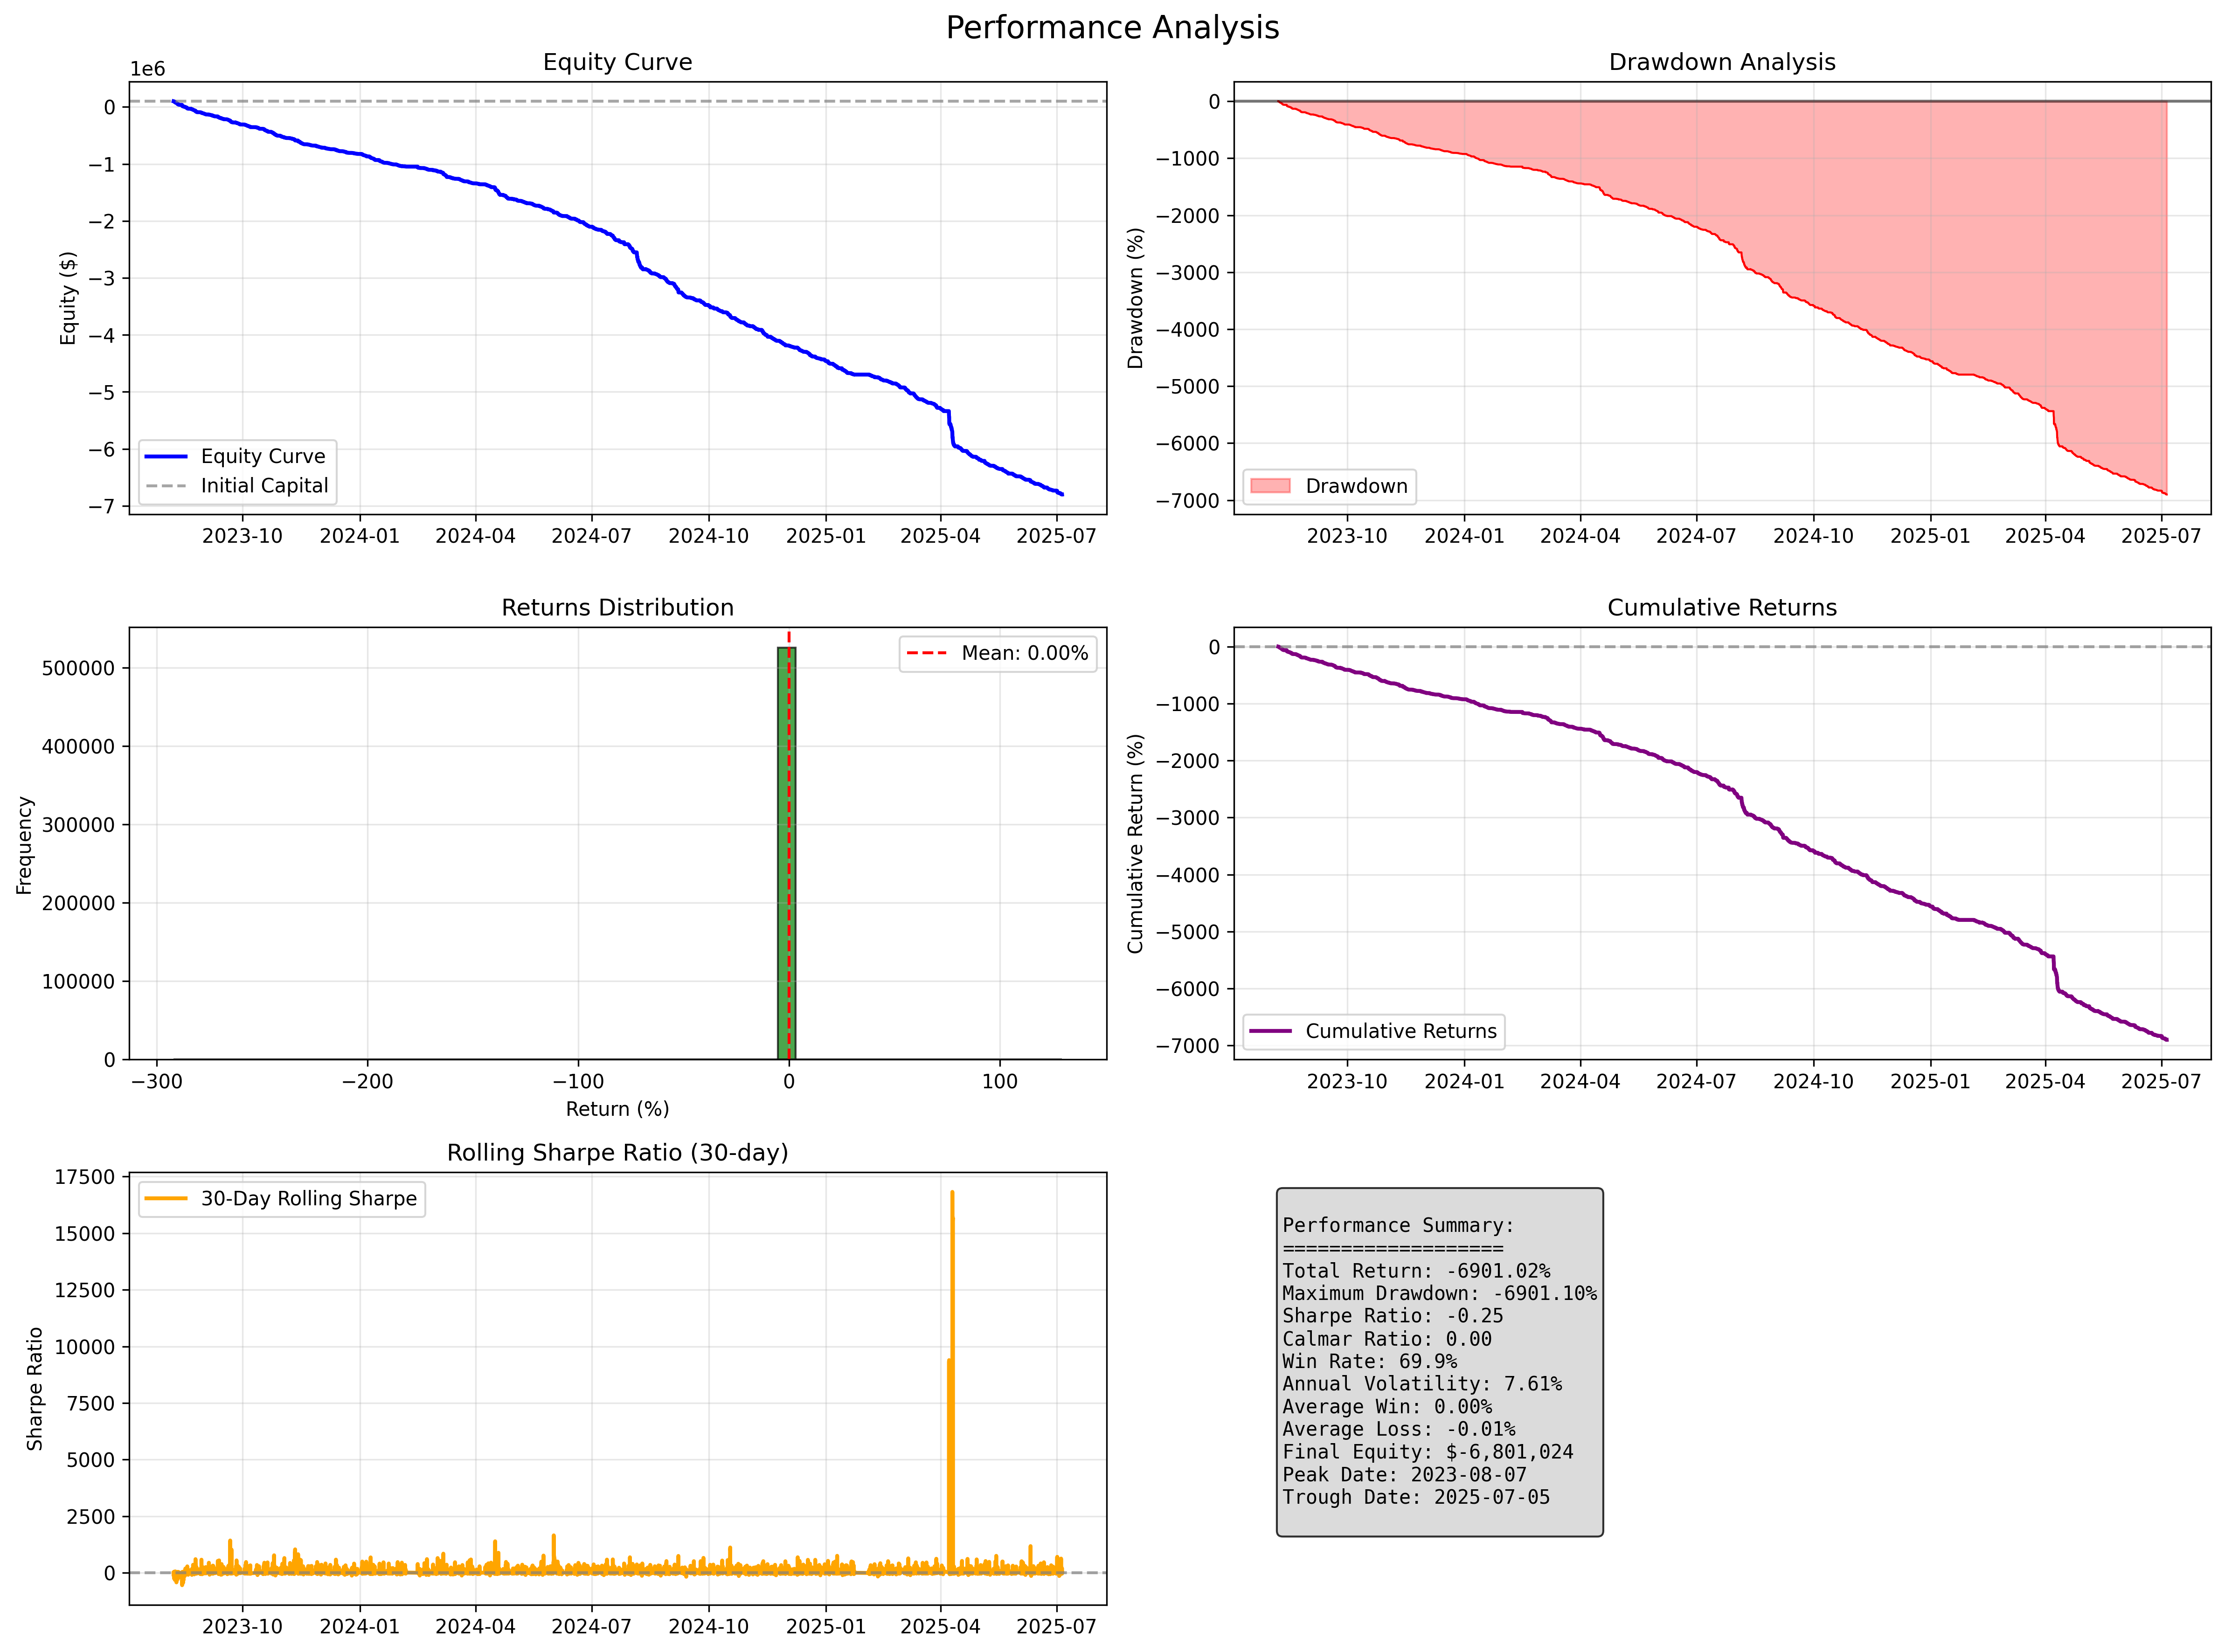 Performance Analysis
Equity Curve
1e6
Equity ($)
0
−1
−2
−3
−4
−5
−6
−7
Equity Curve
Initial Capital
2023-10 2024-01 2024-04 2024-07 2024-10 2025-01 2025-04 2025-07
Drawdown Analysis
Drawdown (%)
0
−1000
−2000
−3000
−4000
−5000
−6000
−7000
Drawdown
2023-10 2024-01 2024-04 2024-07 2024-10 2025-01 2025-04 2025-07
Returns Distribution
Frequency
500000
400000
300000
200000
100000
0
Mean: 0.00%
−300 −200 −100 0 100
Return (%)
Cumulative Returns
Cumulative Return (%)
0
−1000
−2000
−3000
−4000
−5000
−6000
−7000
Cumulative Returns
2023-10 2024-01 2024-04 2024-07 2024-10 2025-01 2025-04 2025-07
Rolling Sharpe Ratio (30-day)
Sharpe Ratio
17500
15000
12500
10000
7500
5000
2500
0
30-Day Rolling Sharpe
2023-10 2024-01 2024-04 2024-07 2024-10 2025-01 2025-04 2025-07
Performance Summary:
===================
Total Return: -6901.02%
Maximum Drawdown: -6901.10%
Sharpe Ratio: -0.25
Calmar Ratio: 0.00
Win Rate: 69.9%
Annual Volatility: 7.61%
Average Win: 0.00%
Average Loss: -0.01%
Final Equity: $-6,801,024
Peak Date: 2023-08-07
Trough Date: 2025-07-05